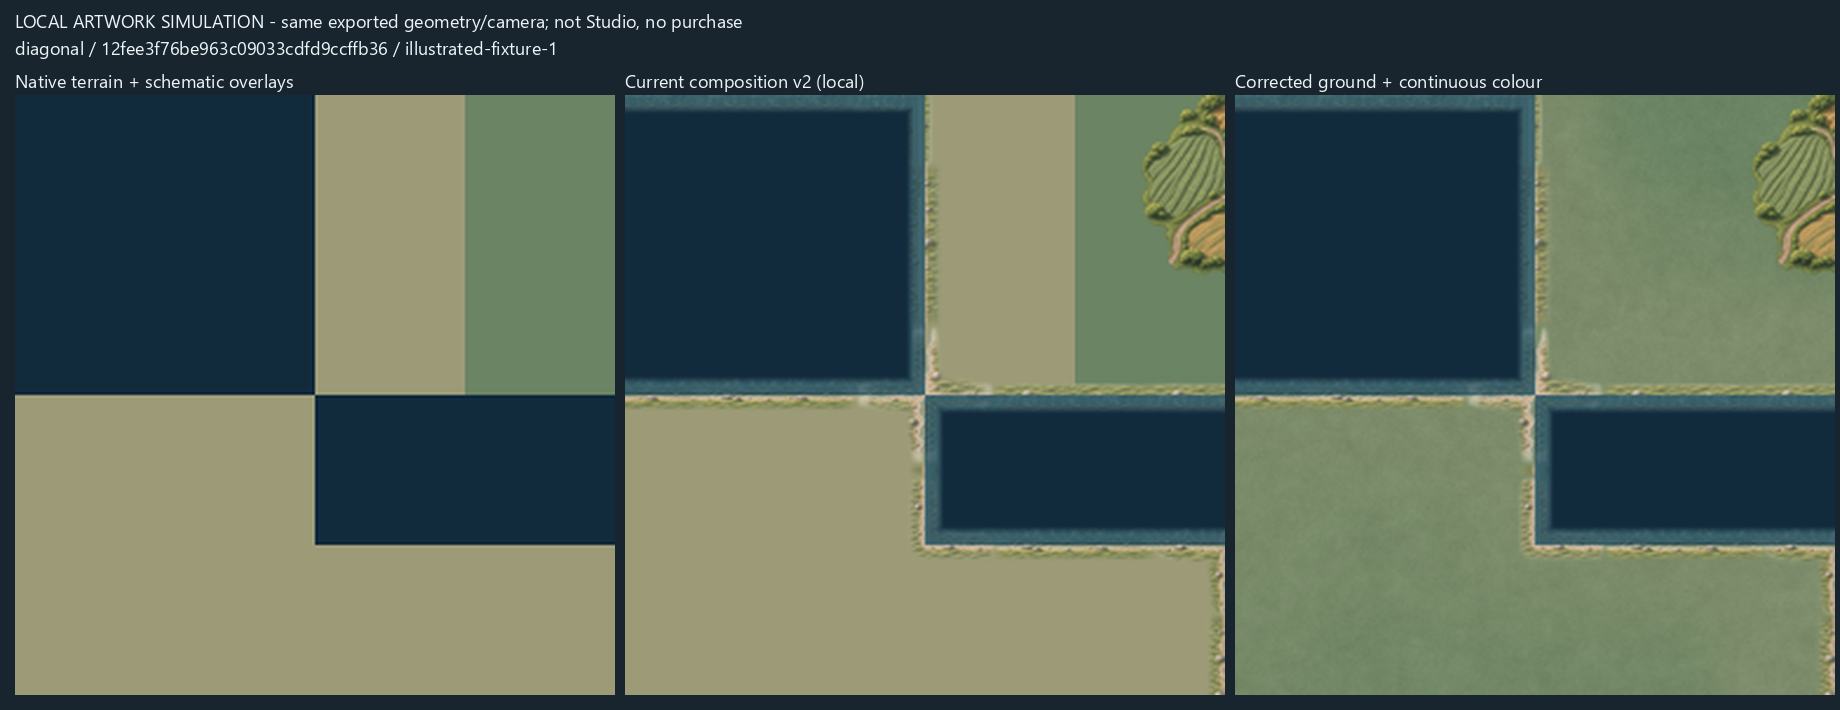 LOCAL ARTWORK SIMULATION - same exported geometry/camera; not Studio, no purchase
diagonal / 12fee3f76be963c09033cdfd9ccffb36 / illustrated-fixture-1
Native terrain + schematic overlays
Current composition v2 (local)
Corrected ground + continuous colour